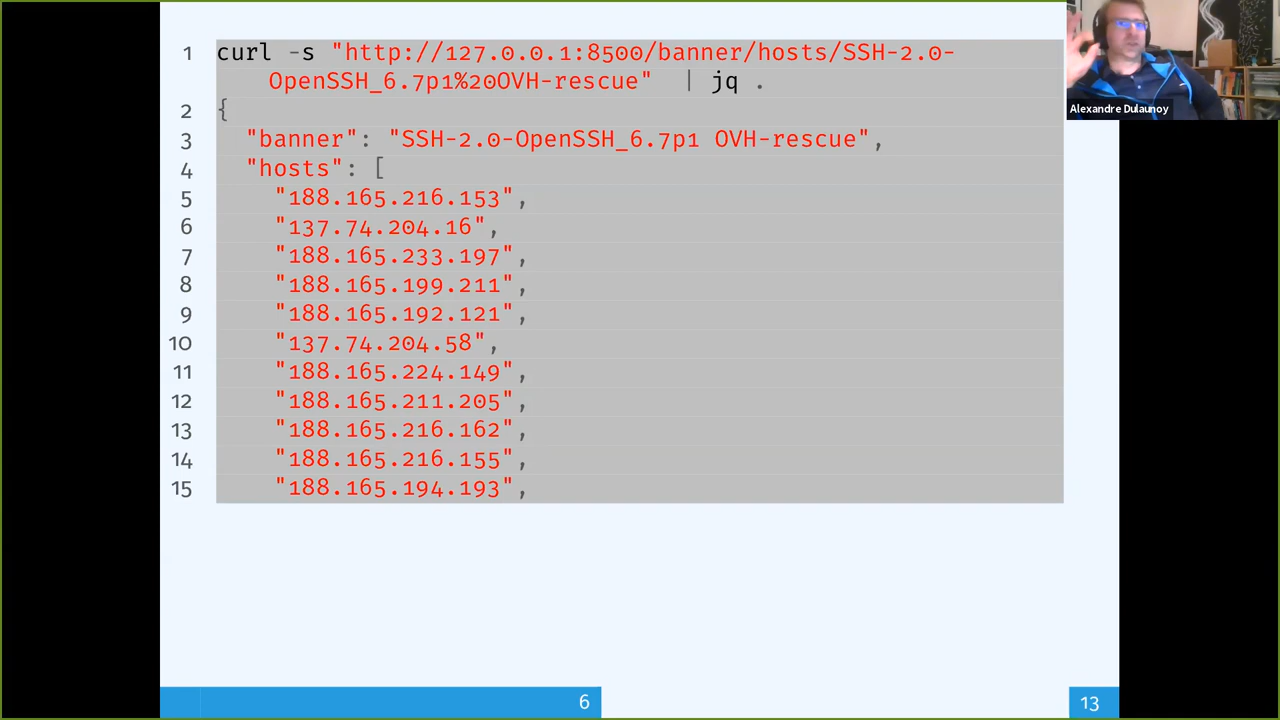 1 curl -s "http://127.0.0.1:8500/banner/hosts/SSH-2.0-
OpenSSH_6.7p1%20OVH-rescue" | jq .
2 {
3 "banner": "SSH-2.0-OpenSSH_6.7p1 OVH-rescue",
4 "hosts": [
5 "188.165.216.153",
6 "137.74.204.16",
7 "188.165.233.197",
8 "188.165.199.211",
9 "188.165.192.121",
10 "137.74.204.58",
11 "188.165.224.149",
12 "188.165.211.205",
13 "188.165.216.162",
14 "188.165.216.155",
15 "188.165.194.193",
Alexandre Dulaunoy
6
13